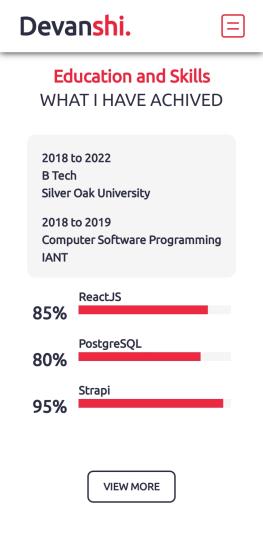 Devanshi.
Education and Skills
WHAT I HAVE ACHIVED
2018 to 2022
B Tech
Silver Oak University
2018 to 2019
Computer Software Programming
IANT
ReactJS
85%
PostgreSQL
80%
Strapi
95%
VIEW MORE